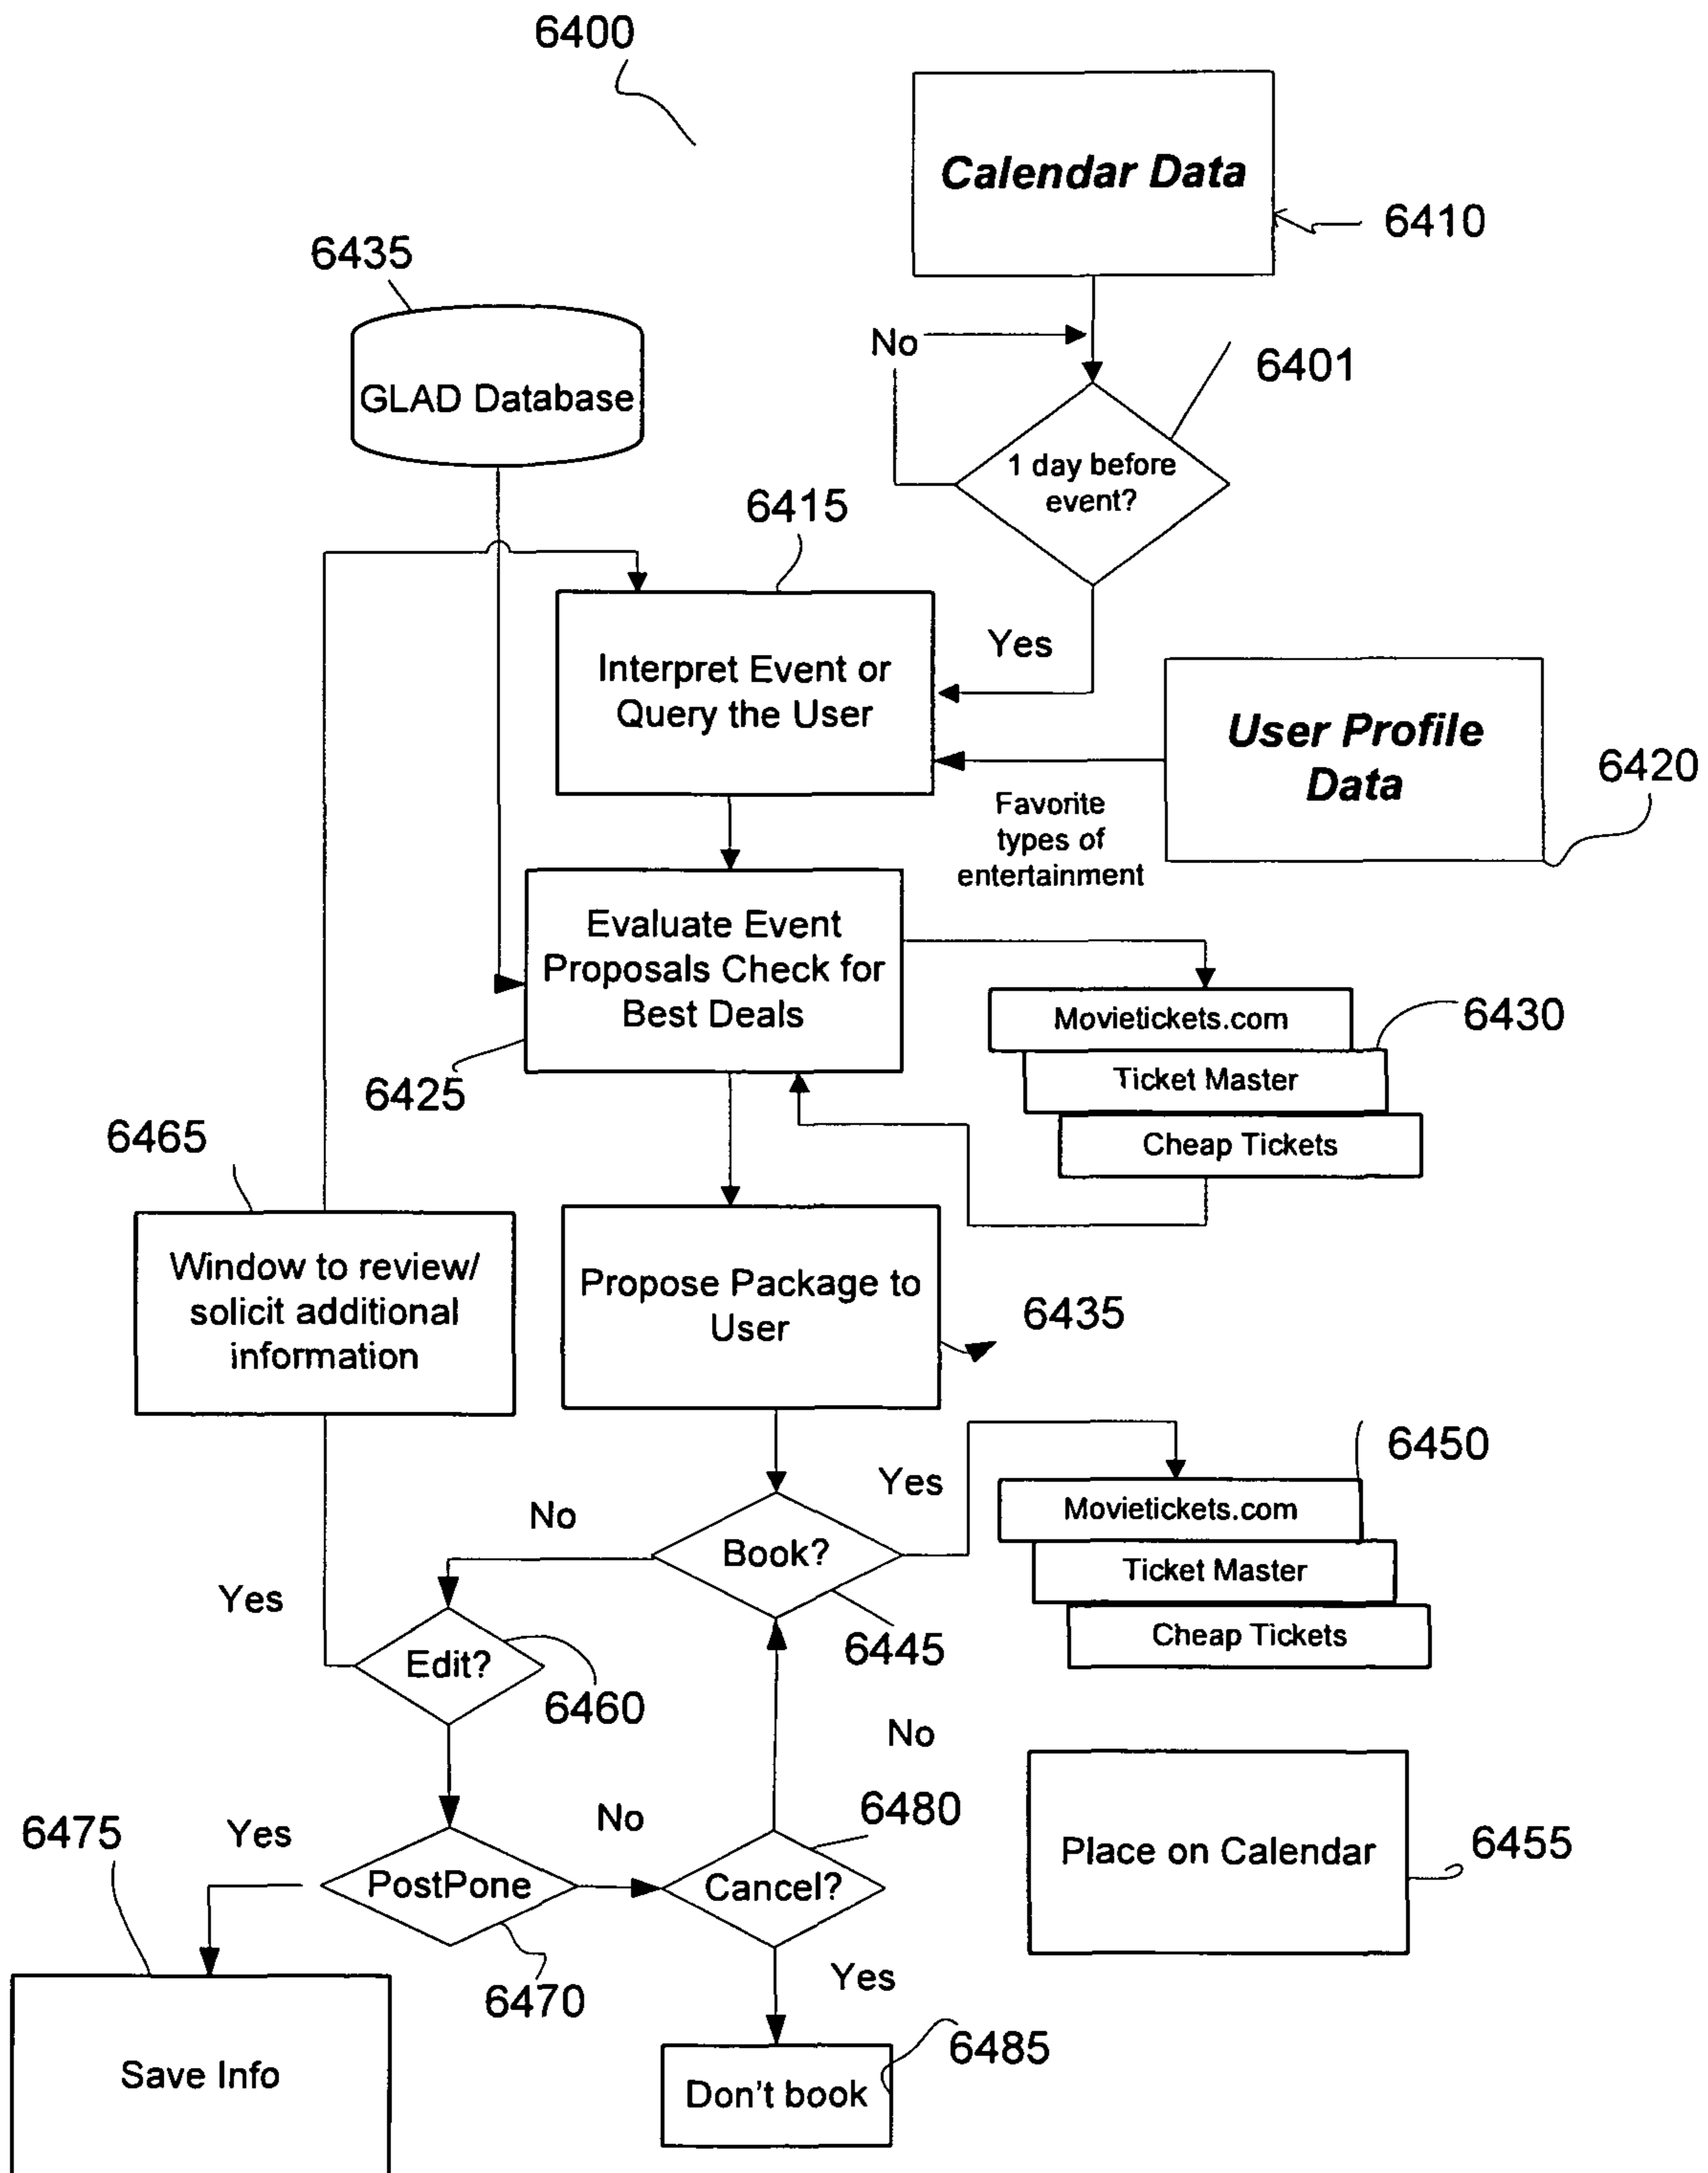 6400
Calendar Data
6410
6435
No
6401
GLAD Database
1 day before
event?
6415
Yes
Interpret Event or
Query the User
User Profile
Data
6420
Favorite
types of
entertainment
Evaluate Event
Proposals Check for
Best Deals
Movietickets.com
6430
Ticket Master
6425
Cheap Tickets
6465
Window to review/
solicit additional
information
Propose Package to
User
6435
6450
Yes
Movietickets.com
No
Book?
Ticket Master
Yes
Cheap Tickets
6445
Edit?
6460
No
6480
6475
Yes
No
Place on Calendar
6455
PostPone
Cancel?
Yes
6470
6485
Save Info
Don't book